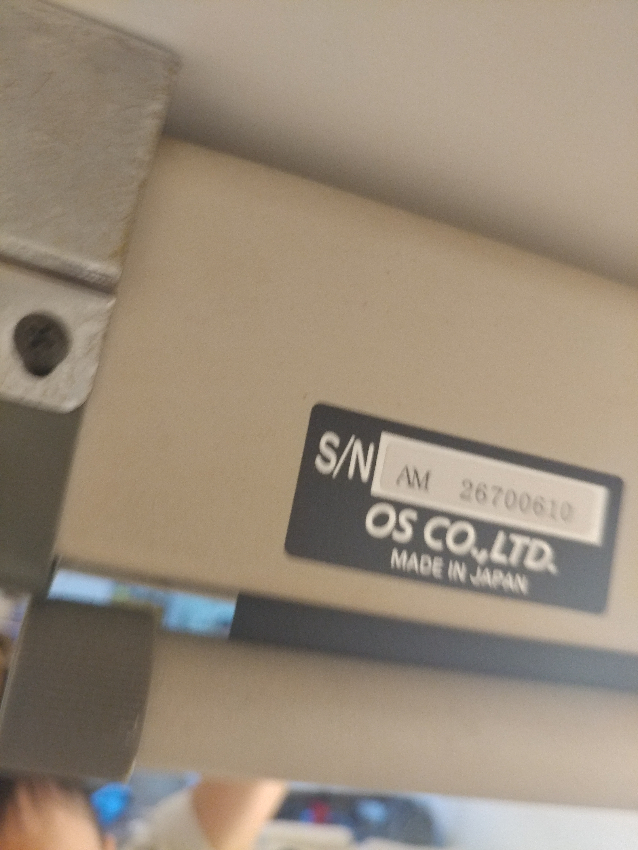 S/N AM 26700610
OS CO.,LTD.
MADE IN JAPAN